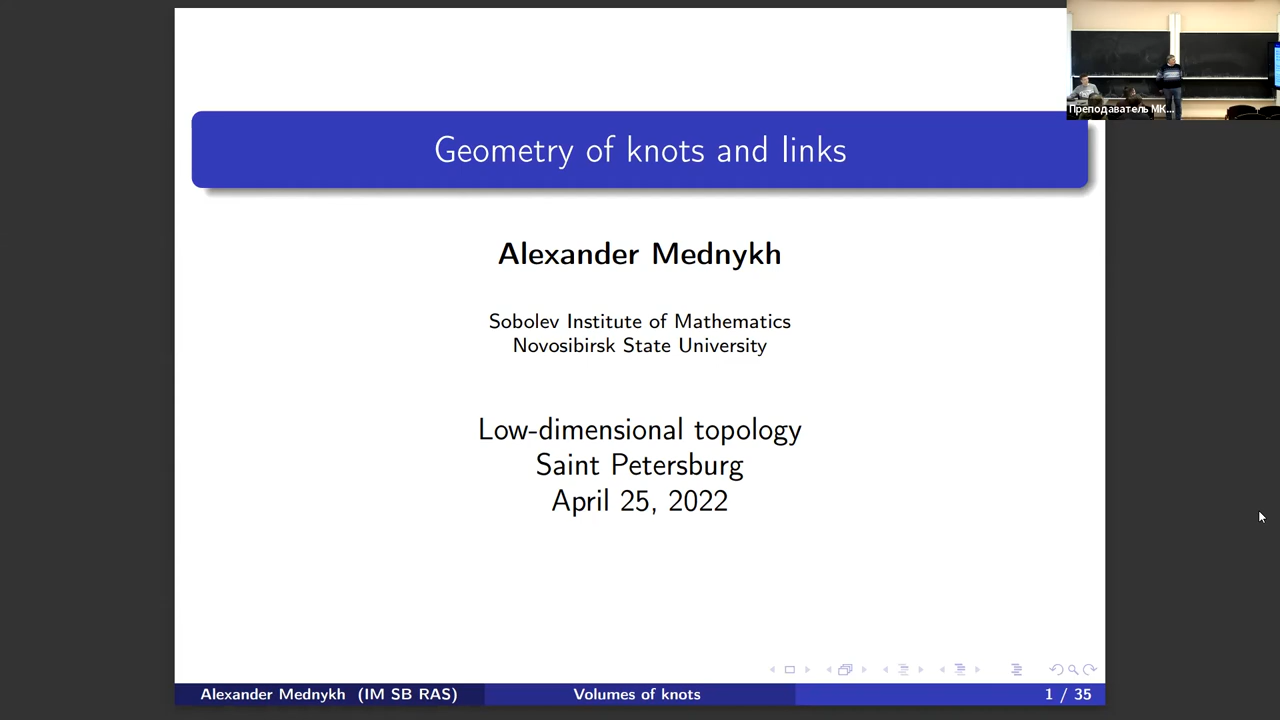 Преподаватель МК...
Geometry of knots and links
Alexander Mednykh
Sobolev Institute of Mathematics
Novosibirsk State University
Low-dimensional topology
Saint Petersburg
April 25, 2022
Alexander Mednykh (IM SB RAS)
Volumes of knots
1 / 35